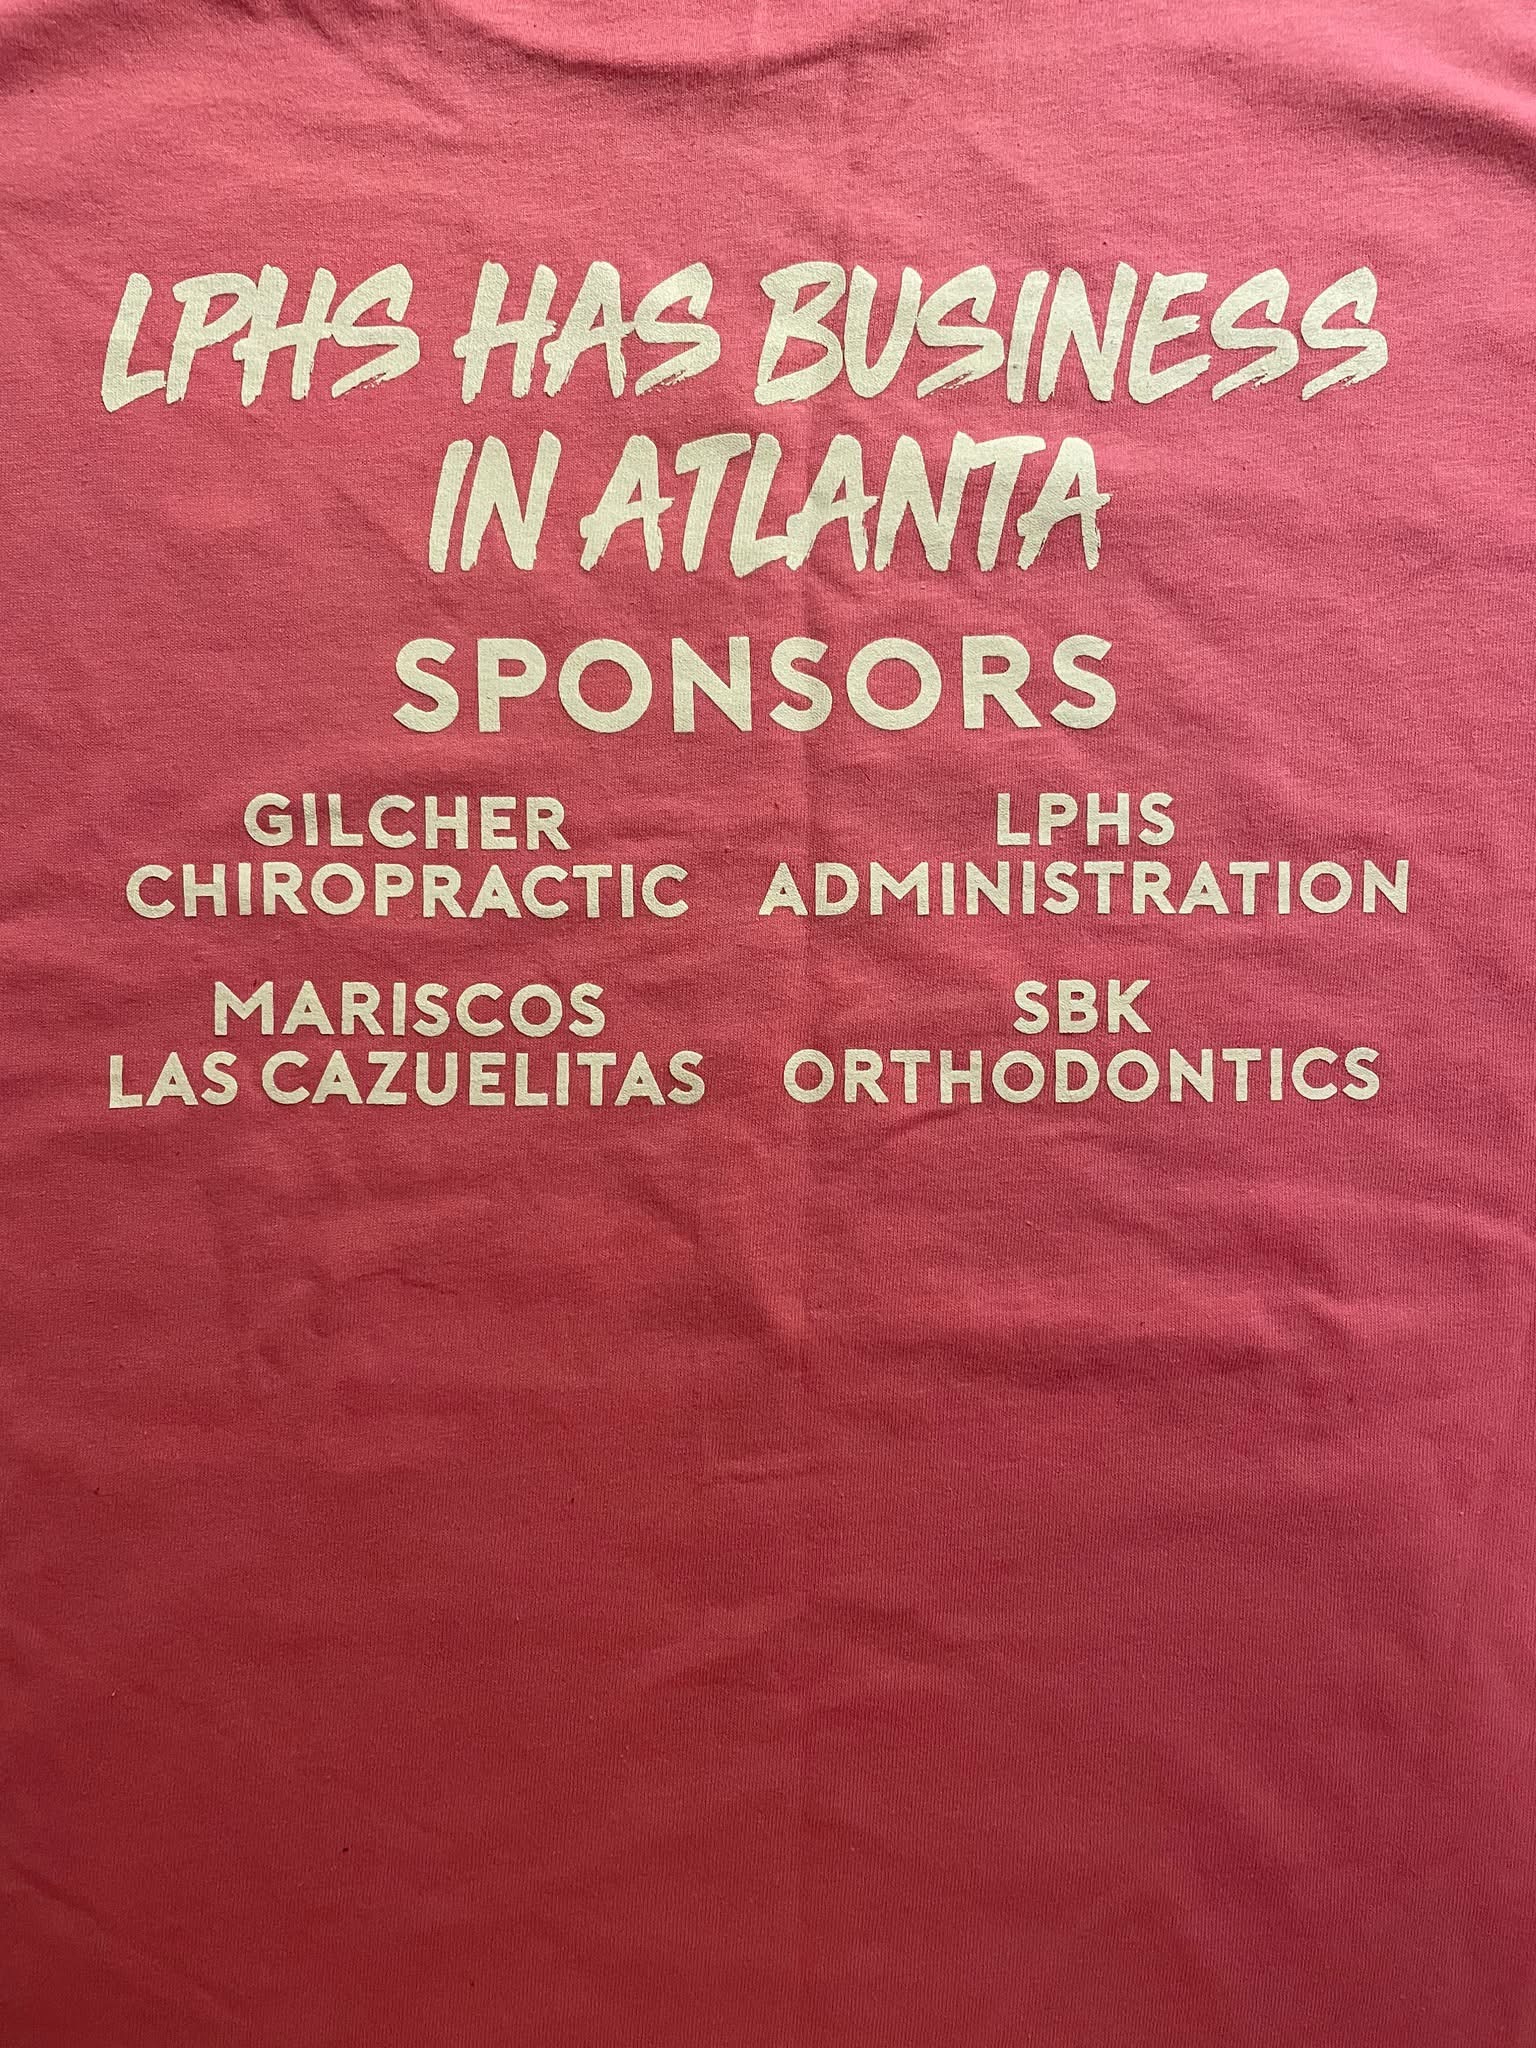 LPHS HAS BUSINESS
IN ATLANTA
SPONSORS
GILCHER
CHIROPRACTIC
LPHS
ADMINISTRATION
MARISCOS
LAS CAZUELITAS
SBK
ORTHODONTICS